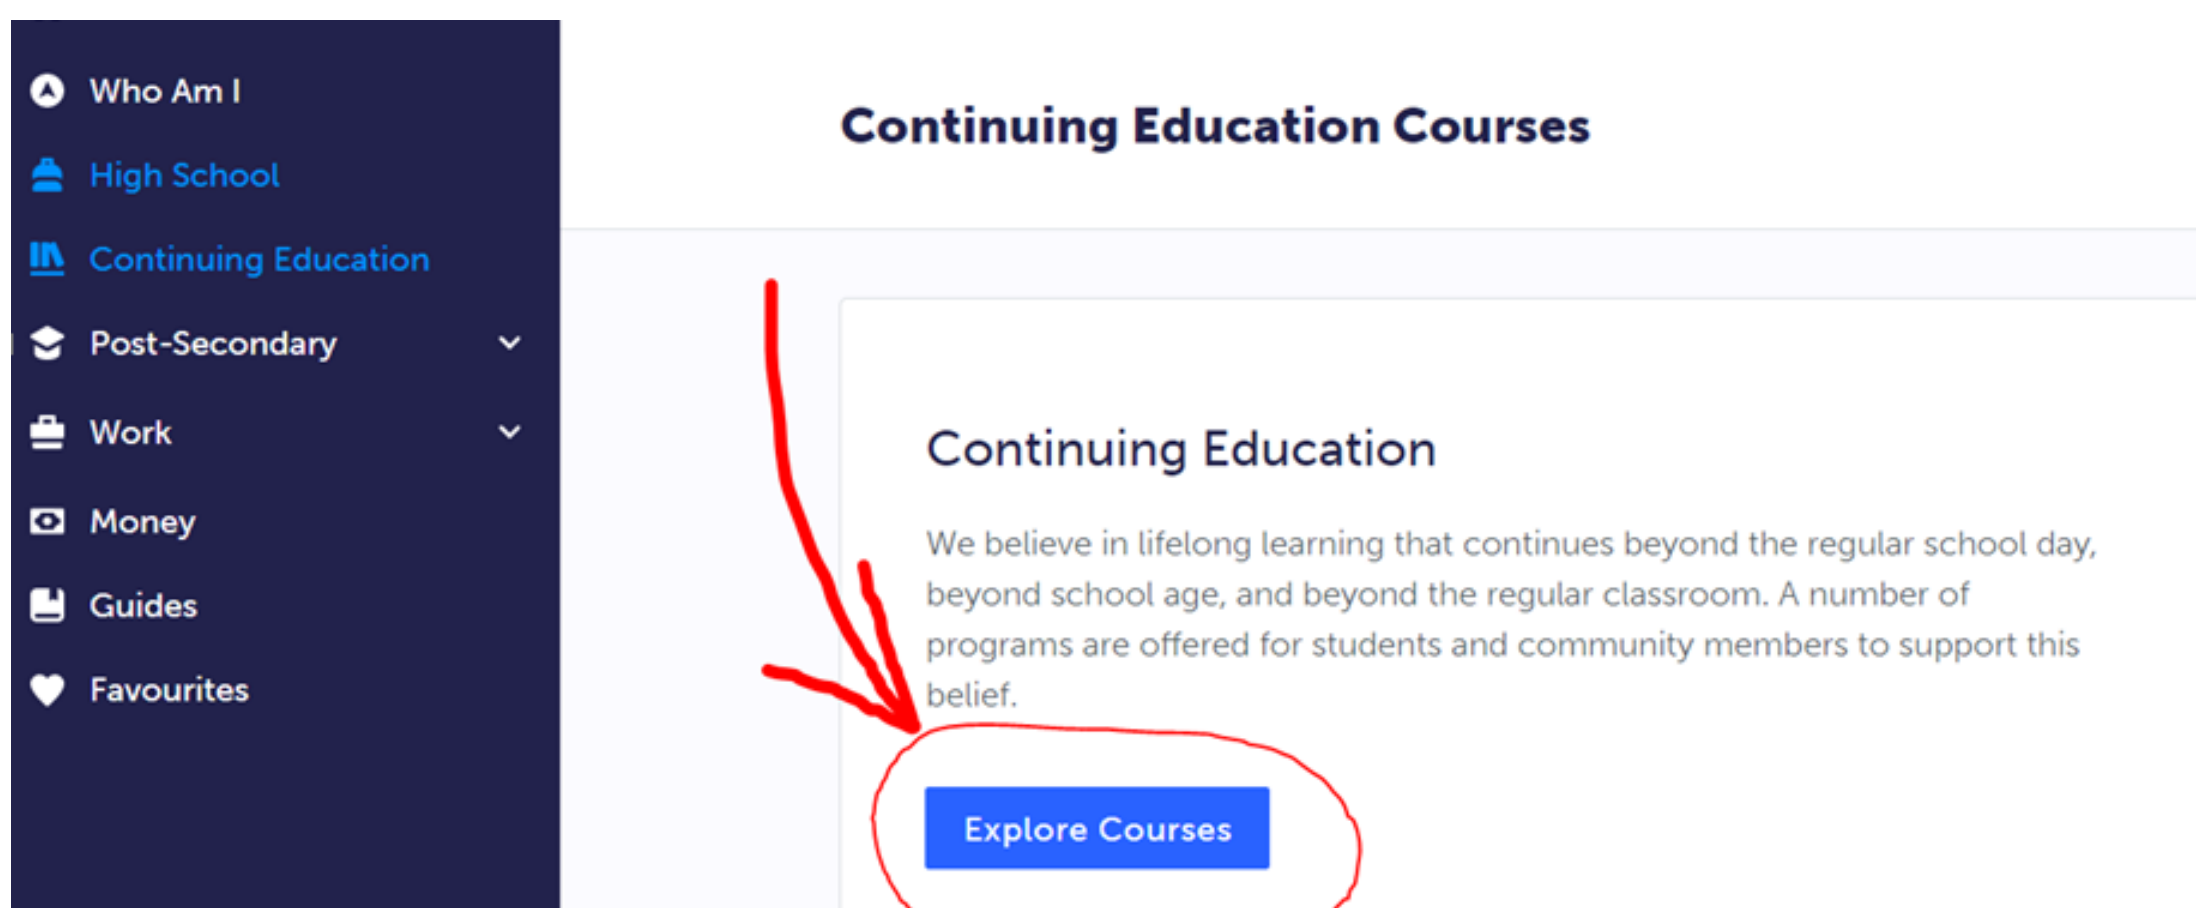 Who Am I
High School
Continuing Education
Post-Secondary
Work
Money
Guides
Favourites
Continuing Education Courses
Continuing Education
We believe in lifelong learning that continues beyond the regular school day,
beyond school age, and beyond the regular classroom. A number of
programs are offered for students and community members to support this
belief.
Explore Courses